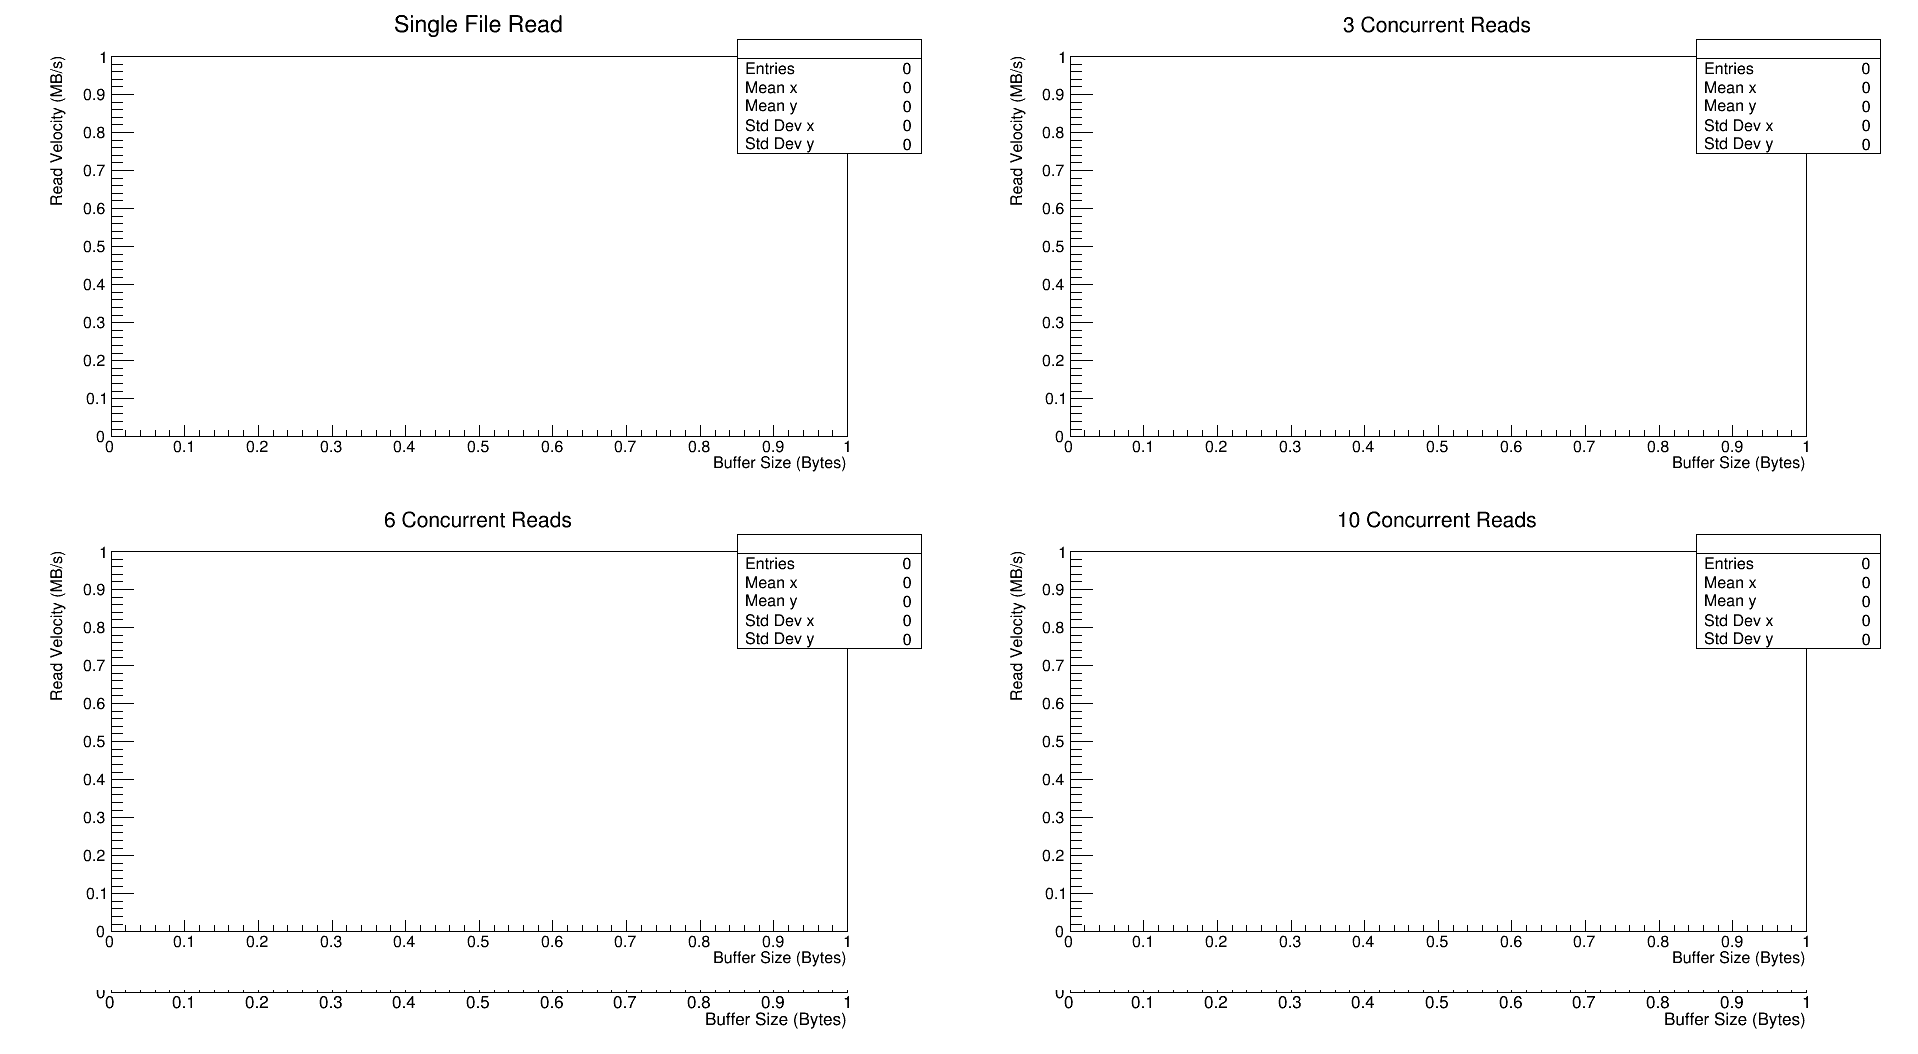 Single File Read
Read Velocity (MB/s)
1
0.9
0.8
0.7
0.6
0.5
0.4
0.3
0.2
0.1
0
Entries 0
Mean x 0
Mean y 0
Std Dev x 0
Std Dev y 0
0 0.1 0.2 0.3 0.4 0.5 0.6 0.7 0.8 0.9 1
Buffer Size (Bytes)
3 Concurrent Reads
Read Velocity (MB/s)
1
0.9
0.8
0.7
0.6
0.5
0.4
0.3
0.2
0.1
0
Entries 0
Mean x 0
Mean y 0
Std Dev x 0
Std Dev y 0
0 0.1 0.2 0.3 0.4 0.5 0.6 0.7 0.8 0.9 1
Buffer Size (Bytes)
6 Concurrent Reads
Read Velocity (MB/s)
1
0.9
0.8
0.7
0.6
0.5
0.4
0.3
0.2
0.1
0
Entries 0
Mean x 0
Mean y 0
Std Dev x 0
Std Dev y 0
0 0.1 0.2 0.3 0.4 0.5 0.6 0.7 0.8 0.9 1
Buffer Size (Bytes)
10 Concurrent Reads
Read Velocity (MB/s)
1
0.9
0.8
0.7
0.6
0.5
0.4
0.3
0.2
0.1
0
Entries 0
Mean x 0
Mean y 0
Std Dev x 0
Std Dev y 0
0 0.1 0.2 0.3 0.4 0.5 0.6 0.7 0.8 0.9 1
Buffer Size (Bytes)
0 0.1 0.2 0.3 0.4 0.5 0.6 0.7 0.8 0.9 1
Buffer Size (Bytes)
0 0.1 0.2 0.3 0.4 0.5 0.6 0.7 0.8 0.9 1
Buffer Size (Bytes)